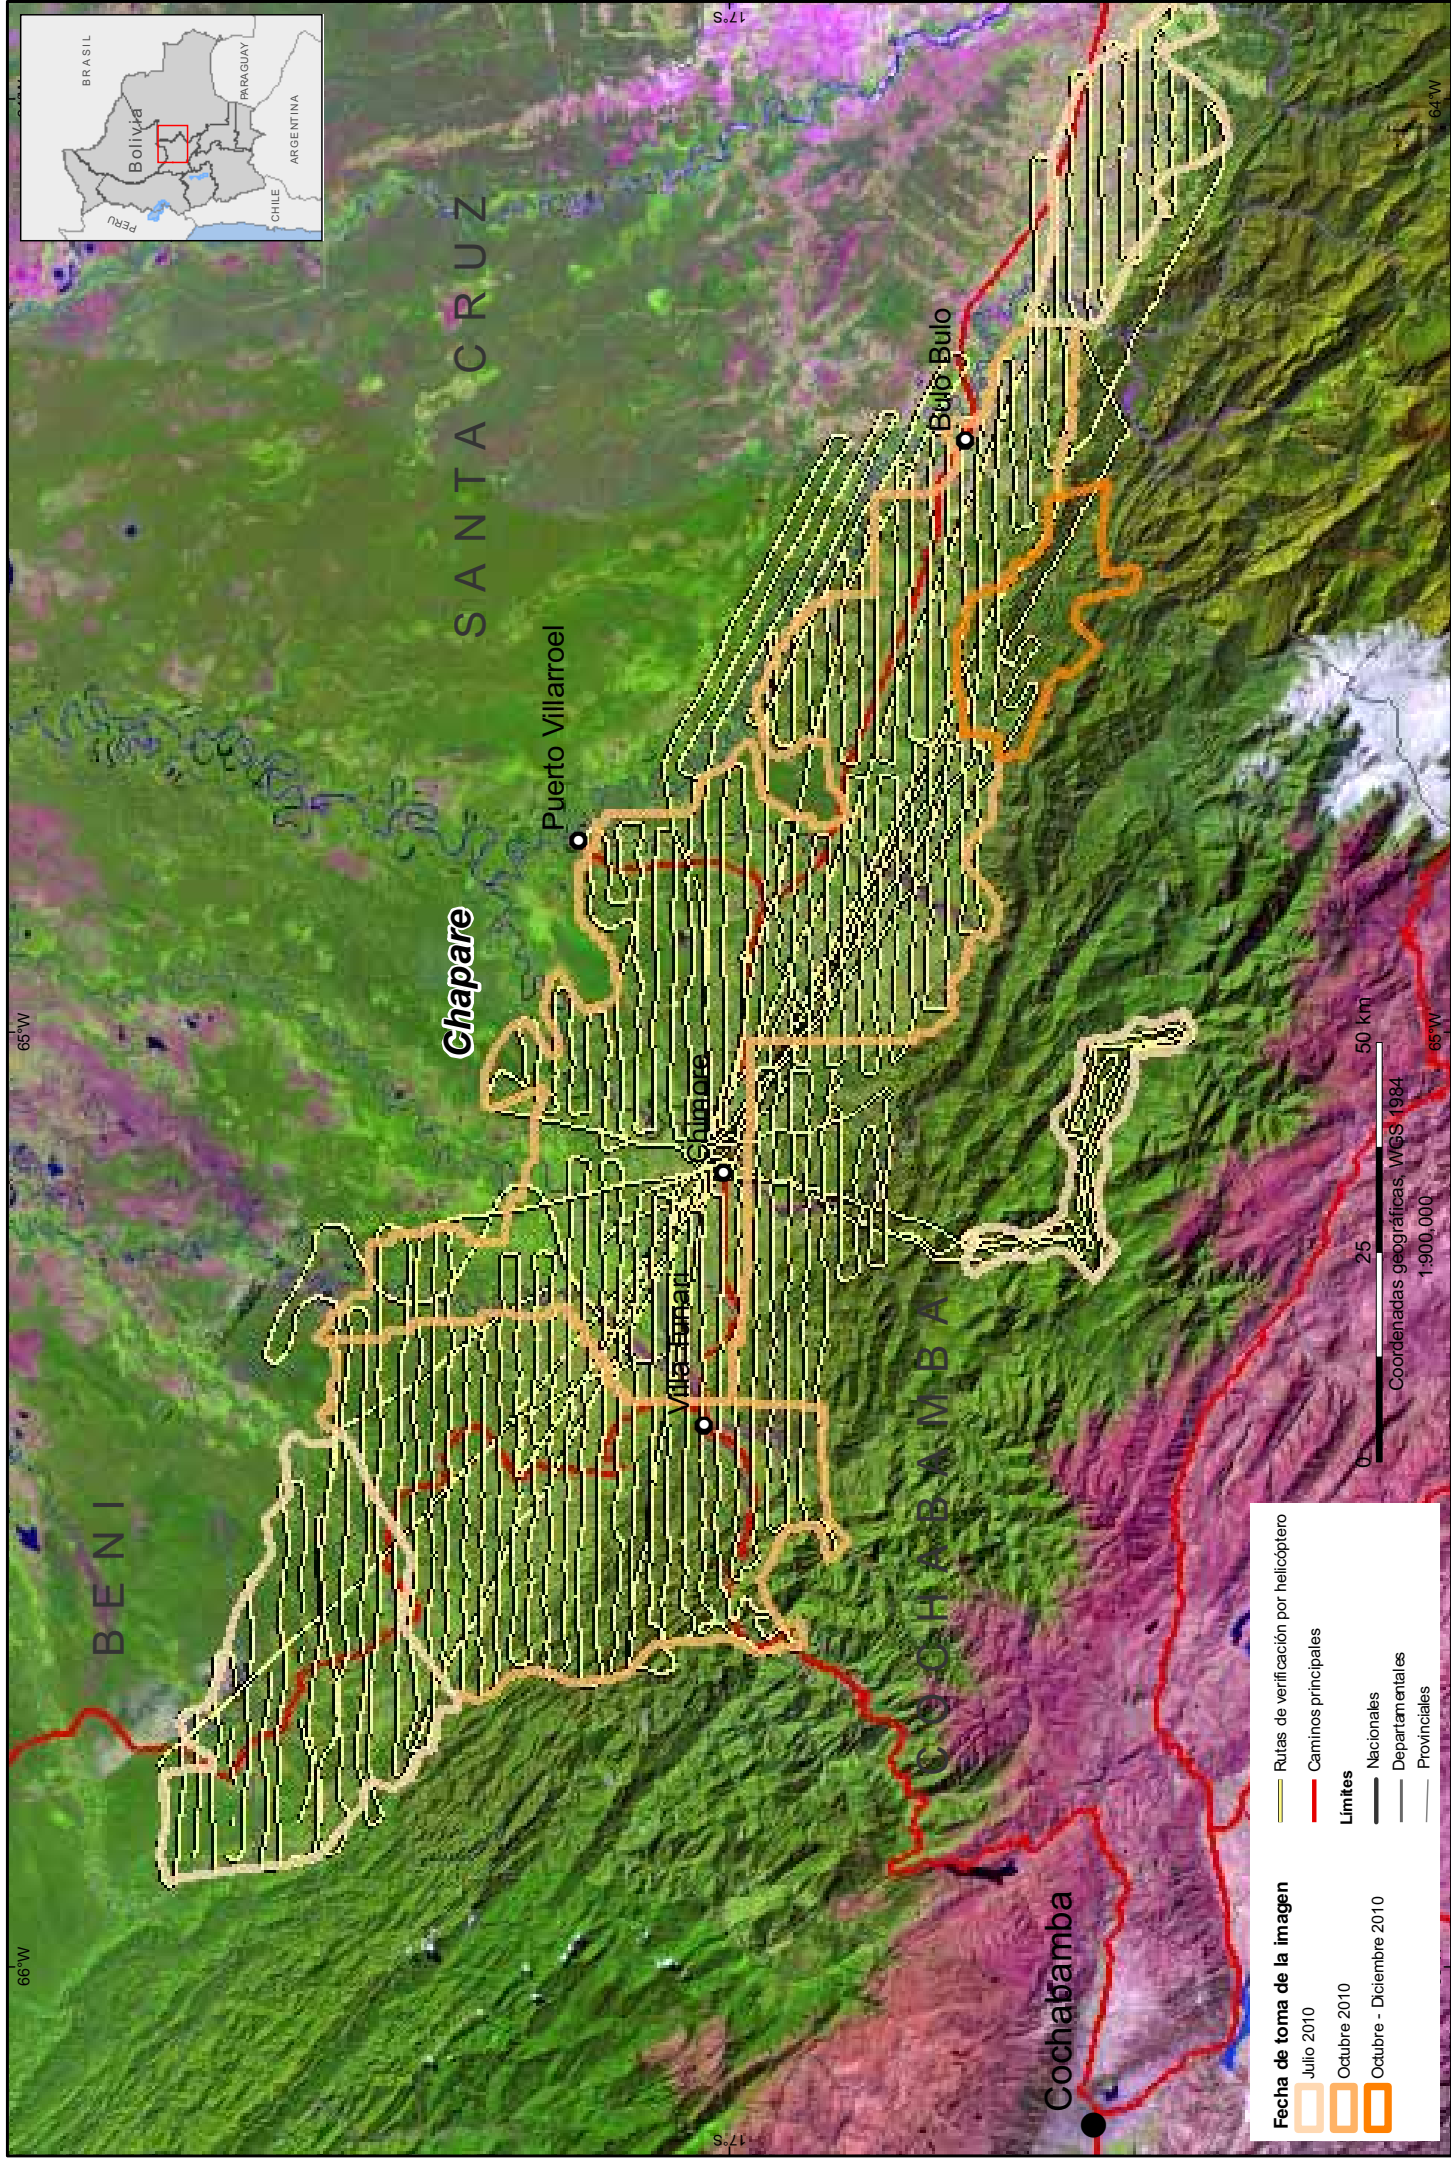 BRASIL
Bolivia
PERU
PARAGUAY
CHILE
ARGENTINA
66°W
65°W
BENI
SANTA CRUZ
Chapare
Puerto Villarroel
17°S
17°S
Chimore
Villa Tunari
Bulo Bulo
COCHABAMBA
Cochabamba
65°W
64°W
Fecha de toma de la imagen
Julio 2010
Octubre 2010
Octubre - Diciembre 2010
Rutas de verificación por helicóptero
Caminos principales
Límites
Nacionales
Departamentales
Provinciales
0 25 50 km
Coordenadas geográficas, WGS 1984
1:900,000